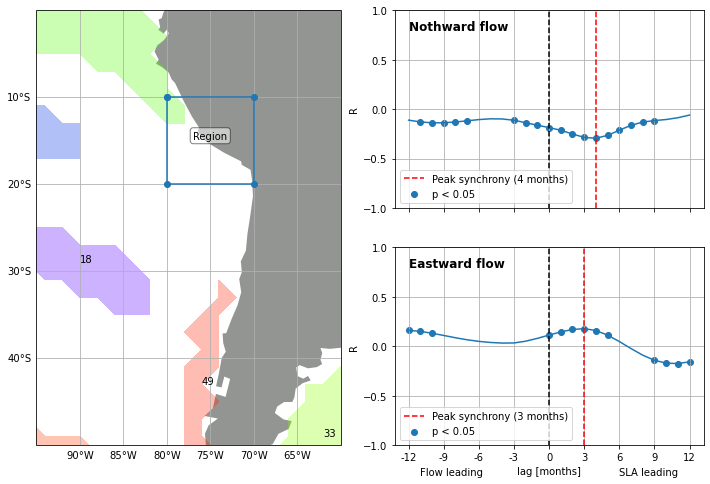 10°S
20°S
30°S
40°S
90°W
85°W
80°W
75°W
70°W
65°W
Region
18
49
33
Nothward flow
1.0
0.5
0.0
−0.5
−1.0
R
Peak synchrony (4 months)
p < 0.05
Eastward flow
1.0
0.5
0.0
−0.5
−1.0
R
Peak synchrony (3 months)
p < 0.05
-12
-9
-6
-3
0
3
6
9
12
Flow leading
lag [months]
SLA leading